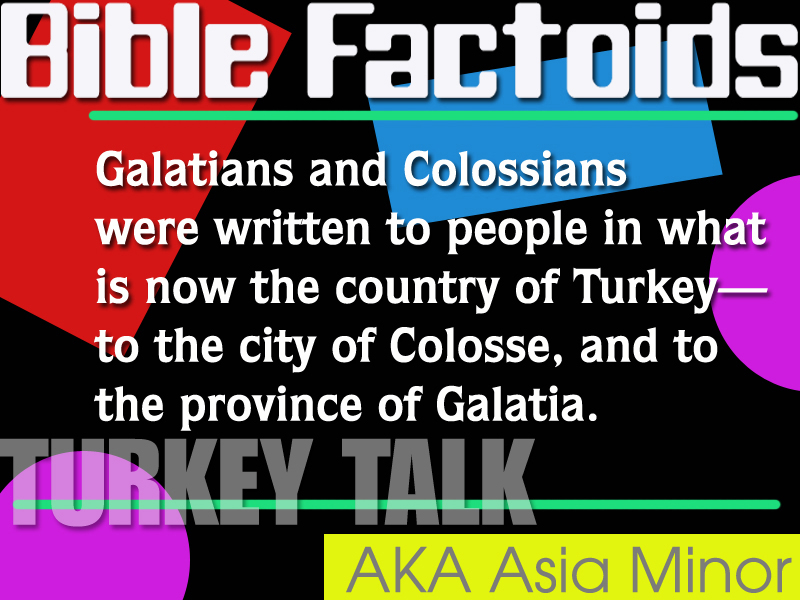 Bible Factoids
Galatians and Colossians
were written to people in what
is now the country of Turkey—
to the city of Colosse, and to
the province of Galatia.
TURKEY TALK
AKA Asia Minor